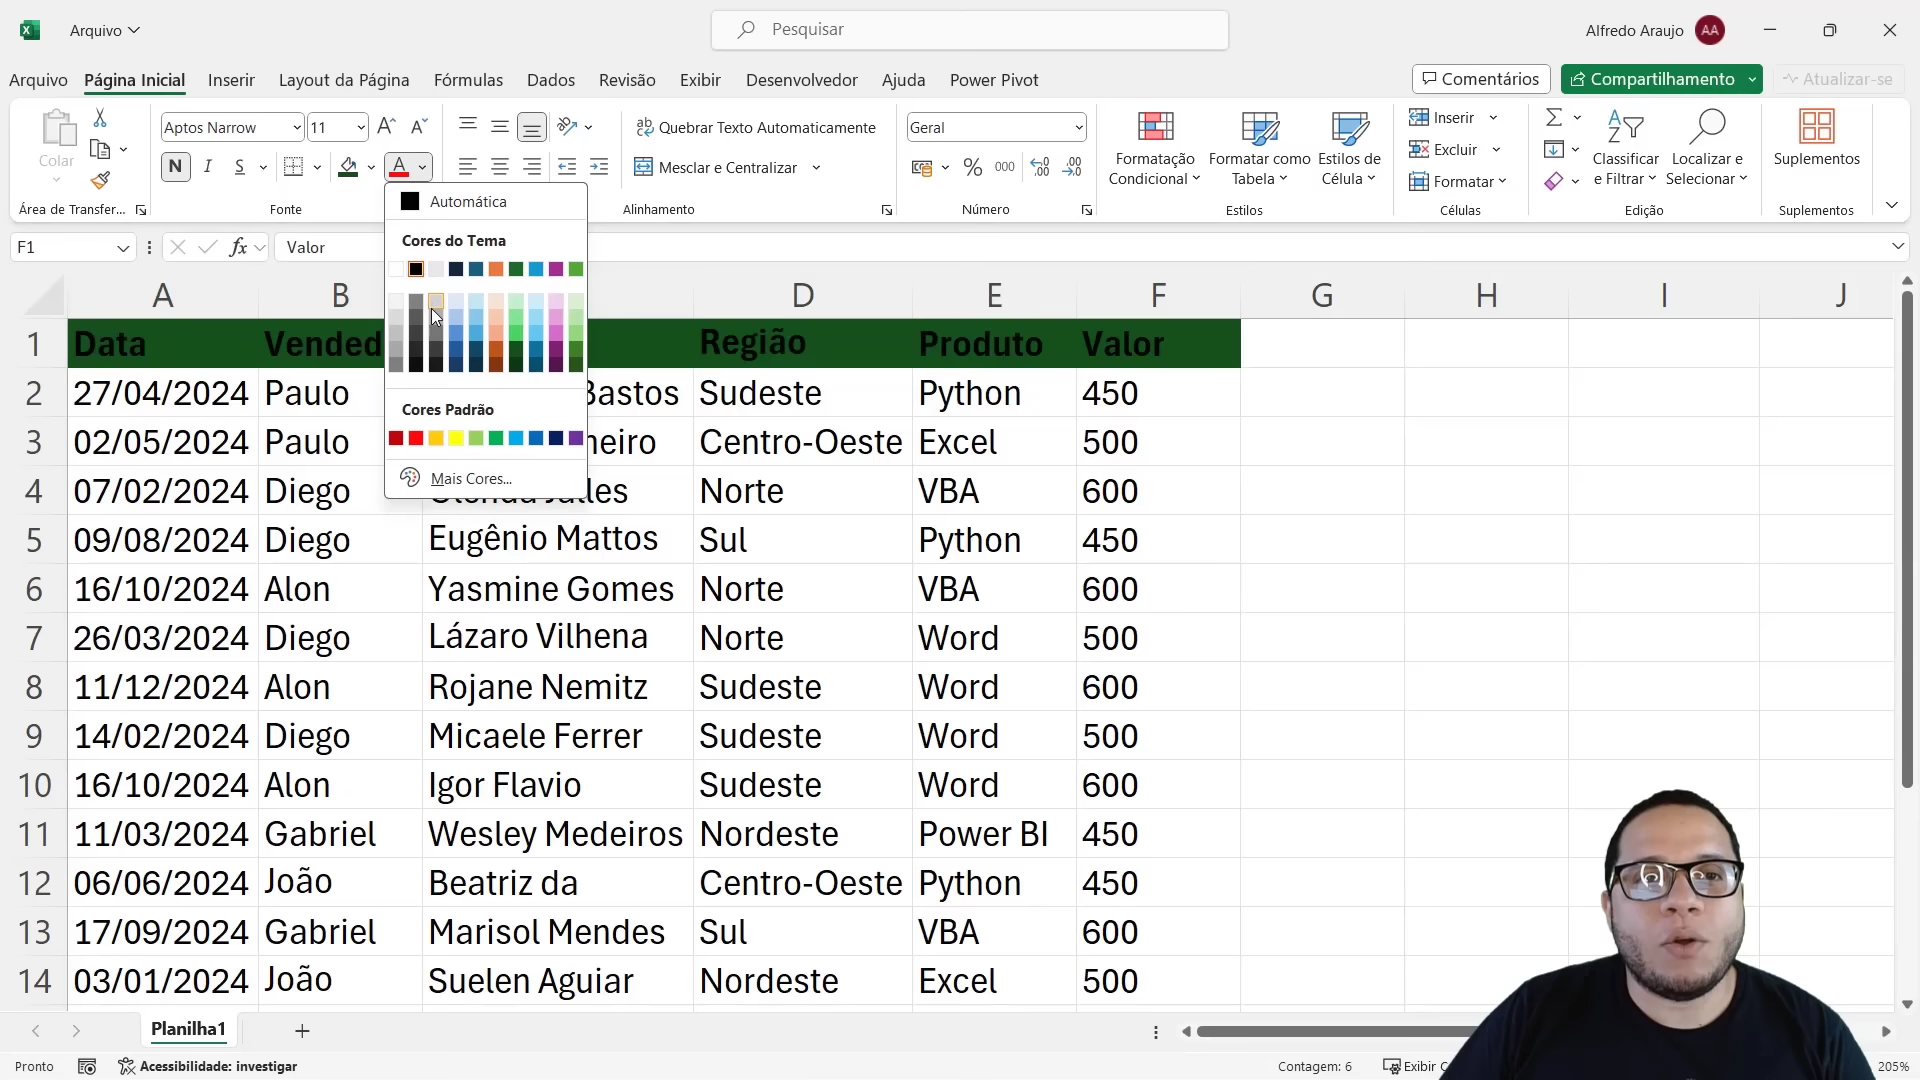 Arquivo
Pesquisar
Alfredo Araujo
AA
Arquivo Página Inicial Inserir Layout da Página Fórmulas Dados Revisão Exibir Desenvolvedor Ajuda Power Pivot
Comentários
Compartilhamento
Atualizar-se
Colar
Área de Transfer...
Aptos Narrow
11
N I S
Fonte
Quebrar Texto Automaticamente
Mesclar e Centralizar
Alinhamento
Geral
% 000
Número
Formatação Condicional
Formatar como Tabela
Estilos de Célula
Estilos
Inserir
Excluir
Formatar
Células
Classificar e Filtrar
Localizar e Selecionar
Edição
Suplementos
Suplementos
F1
fx
Valor
Automática
Cores do Tema
Cores Padrão
Mais Cores...
A B D E F G H I J
1 Data Vended Região Produto Valor
2 27/04/2024 Paulo Bastos Sudeste Python 450
3 02/05/2024 Paulo Centro-Oeste Excel 500
4 07/02/2024 Diego Norte VBA 600
5 09/08/2024 Diego Eugênio Mattos Sul Python 450
6 16/10/2024 Alon Yasmine Gomes Norte VBA 600
7 26/03/2024 Diego Lázaro Vilhena Norte Word 500
8 11/12/2024 Alon Rojane Nemitz Sudeste Word 600
9 14/02/2024 Diego Micaele Ferrer Sudeste Word 500
10 16/10/2024 Alon Igor Flavio Sudeste Word 600
11 11/03/2024 Gabriel Wesley Medeiros Nordeste Power BI 450
12 06/06/2024 João Beatriz da Centro-Oeste Python 450
13 17/09/2024 Gabriel Marisol Mendes Sul VBA 600
14 03/01/2024 João Suelen Aguiar Nordeste Excel 500
Planilha1
Pronto
Acessibilidade: investigar
Contagem: 6
Exibir
205%